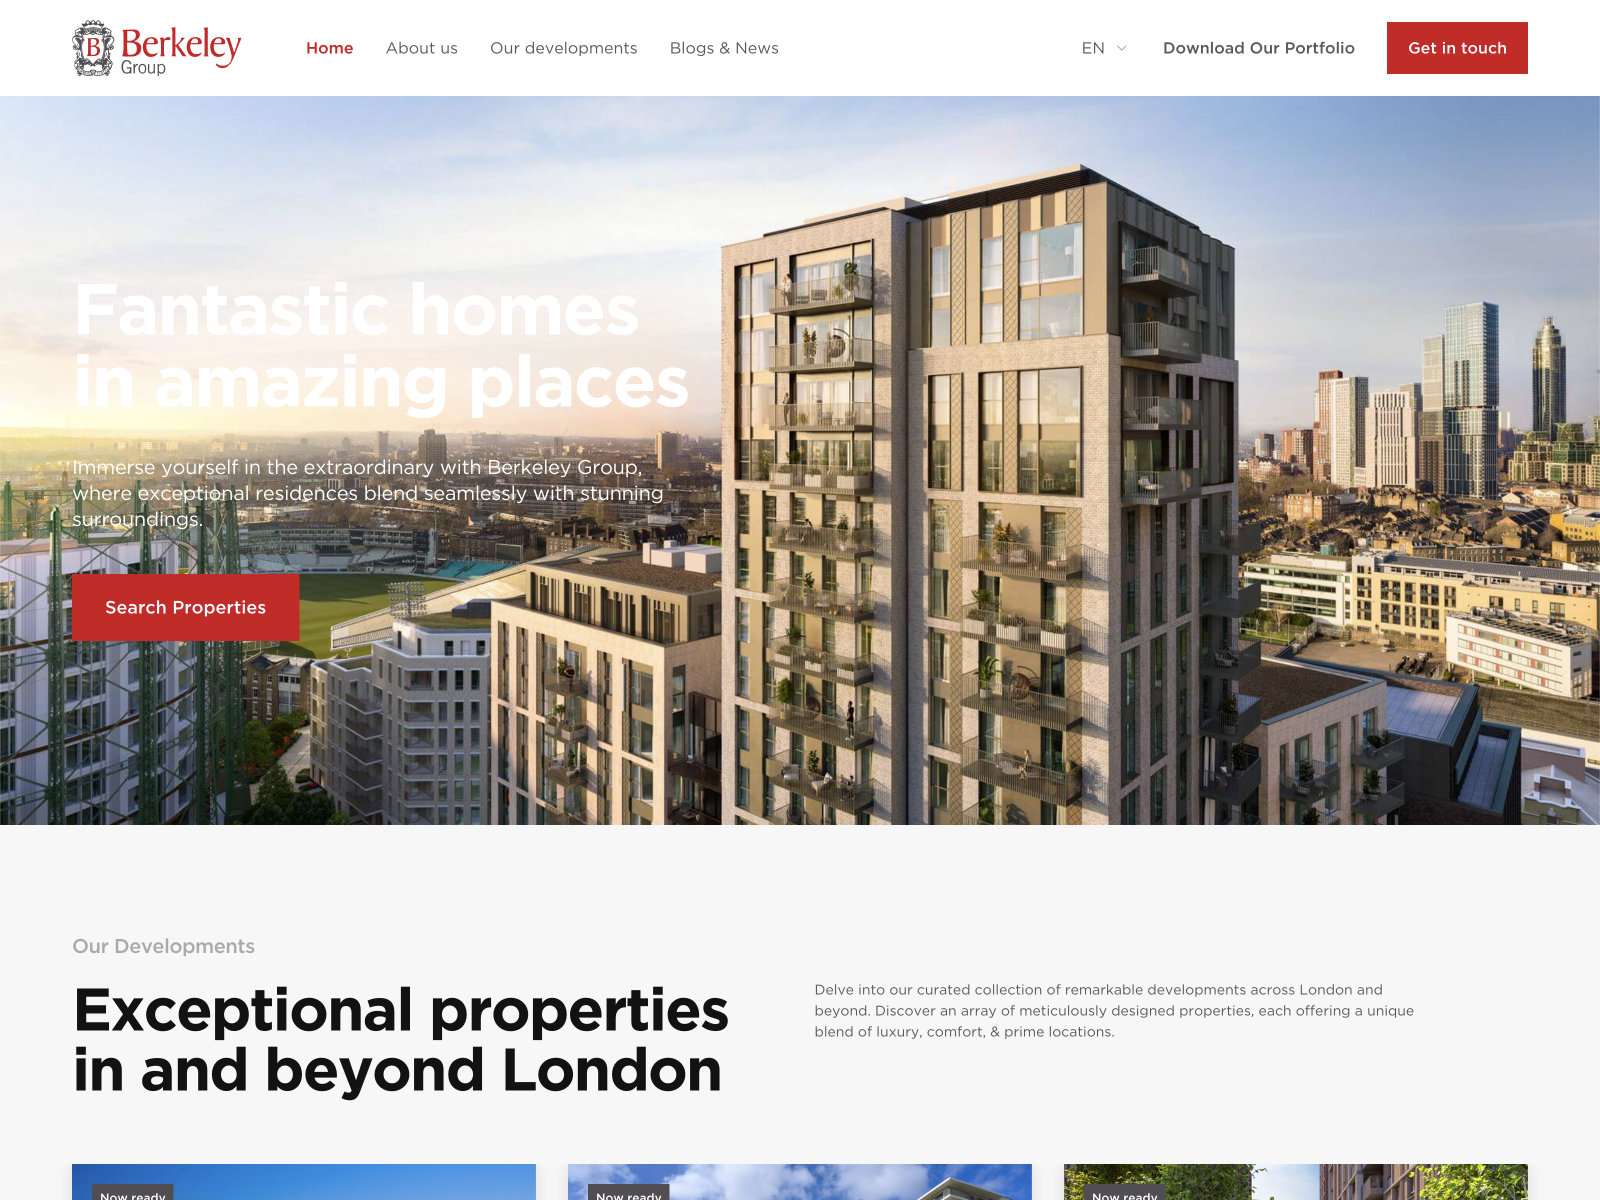 B
Berkeley
Group
Home
About us
Our developments
Blogs & News
EN
Download Our Portfolio
Get in touch
Fantastic homes
in amazing places
Immerse yourself in the extraordinary with Berkeley Group,
where exceptional residences blend seamlessly with stunning
surroundings.
Search Properties
Our Developments
Exceptional properties
in and beyond London
Delve into our curated collection of remarkable developments across London and
beyond. Discover an array of meticulously designed properties, each offering a unique
blend of luxury, comfort, & prime locations.
Now ready
Now ready
Now ready